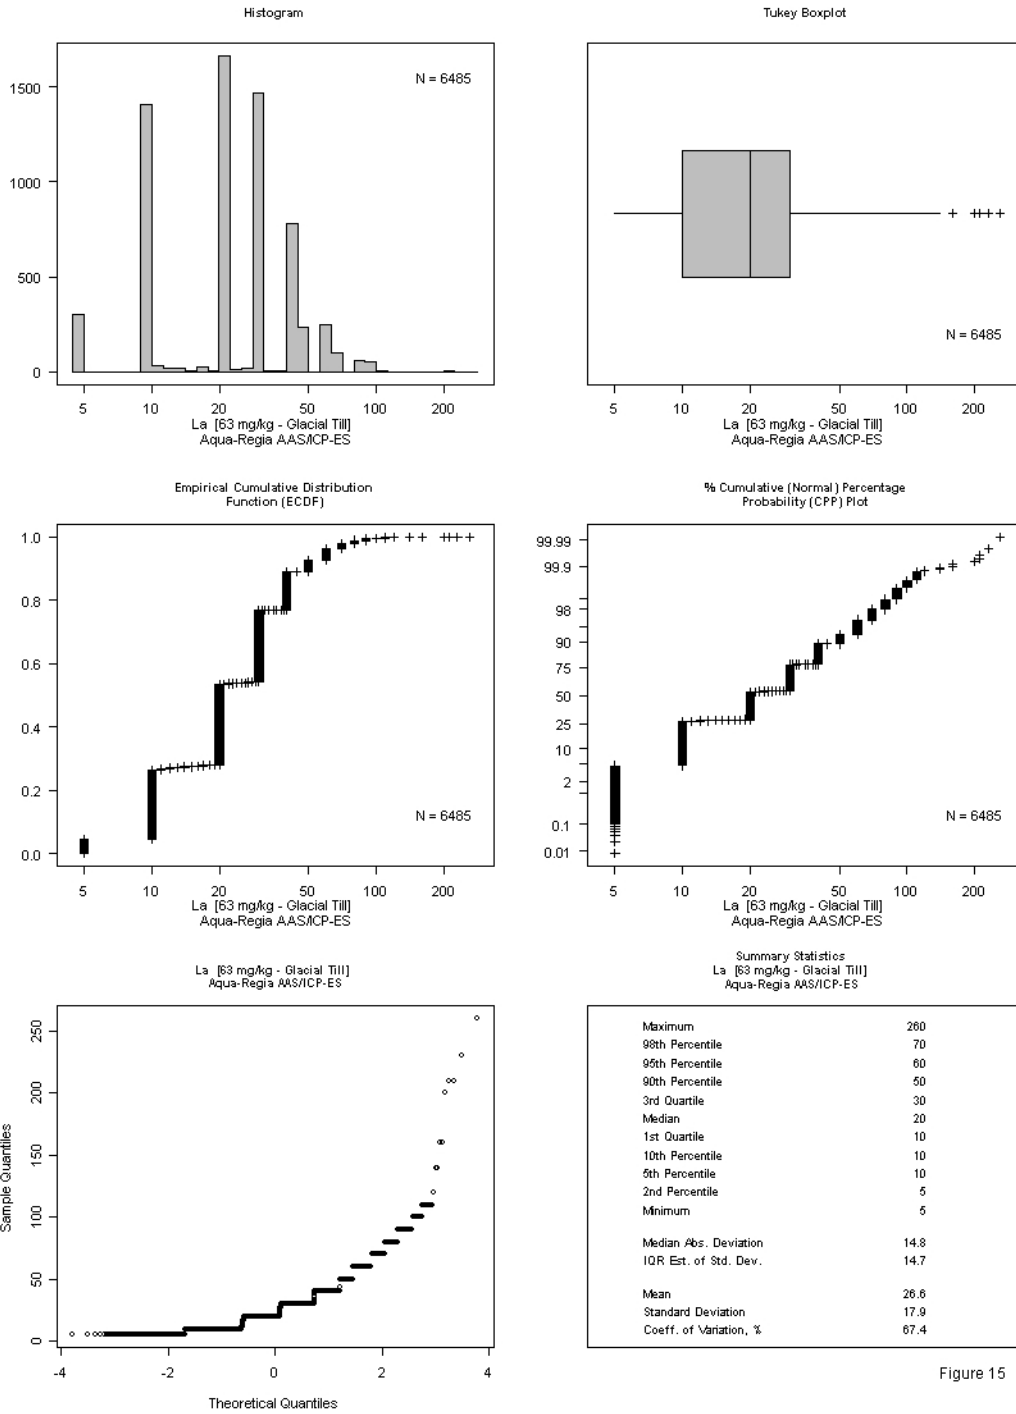 Histogram
N = 6485
1500
1000
500
0
5 10 20 50 100 200
La [63 mg/kg - Glacial Till]
Aqua-Regia AAS/ICP-ES
Tukey Boxplot
N = 6485
5 10 20 50 100 200
La [63 mg/kg - Glacial Till]
Aqua-Regia AAS/ICP-ES
Empirical Cumulative Distribution
Function (ECDF)
1.0
0.8
0.6
0.4
0.2
0.0
N = 6485
5 10 20 50 100 200
La [63 mg/kg - Glacial Till]
Aqua-Regia AAS/ICP-ES
% Cumulative (Normal) Percentage
Probability (CPP) Plot
99.99
99.9
98
90
75
50
25
10
2
0.1
0.01
N = 6485
5 10 20 50 100 200
La [63 mg/kg - Glacial Till]
Aqua-Regia AAS/ICP-ES
La [63 mg/kg - Glacial Till]
Aqua-Regia AAS/ICP-ES
250
200
150
100
50
0
Sample Quantiles
-4 -2 0 2 4
Theoretical Quantiles
Summary Statistics
La [63 mg/kg - Glacial Till]
Aqua-Regia AAS/ICP-ES
Maximum 260
98th Percentile 70
95th Percentile 60
90th Percentile 50
3rd Quartile 30
Median 20
1st Quartile 10
10th Percentile 10
5th Percentile 10
2nd Percentile 5
Minimum 5
Median Abs. Deviation 14.8
IQR Est. of Std. Dev. 14.7
Mean 26.6
Standard Deviation 17.9
Coeff. of Variation, % 67.4
Figure 15